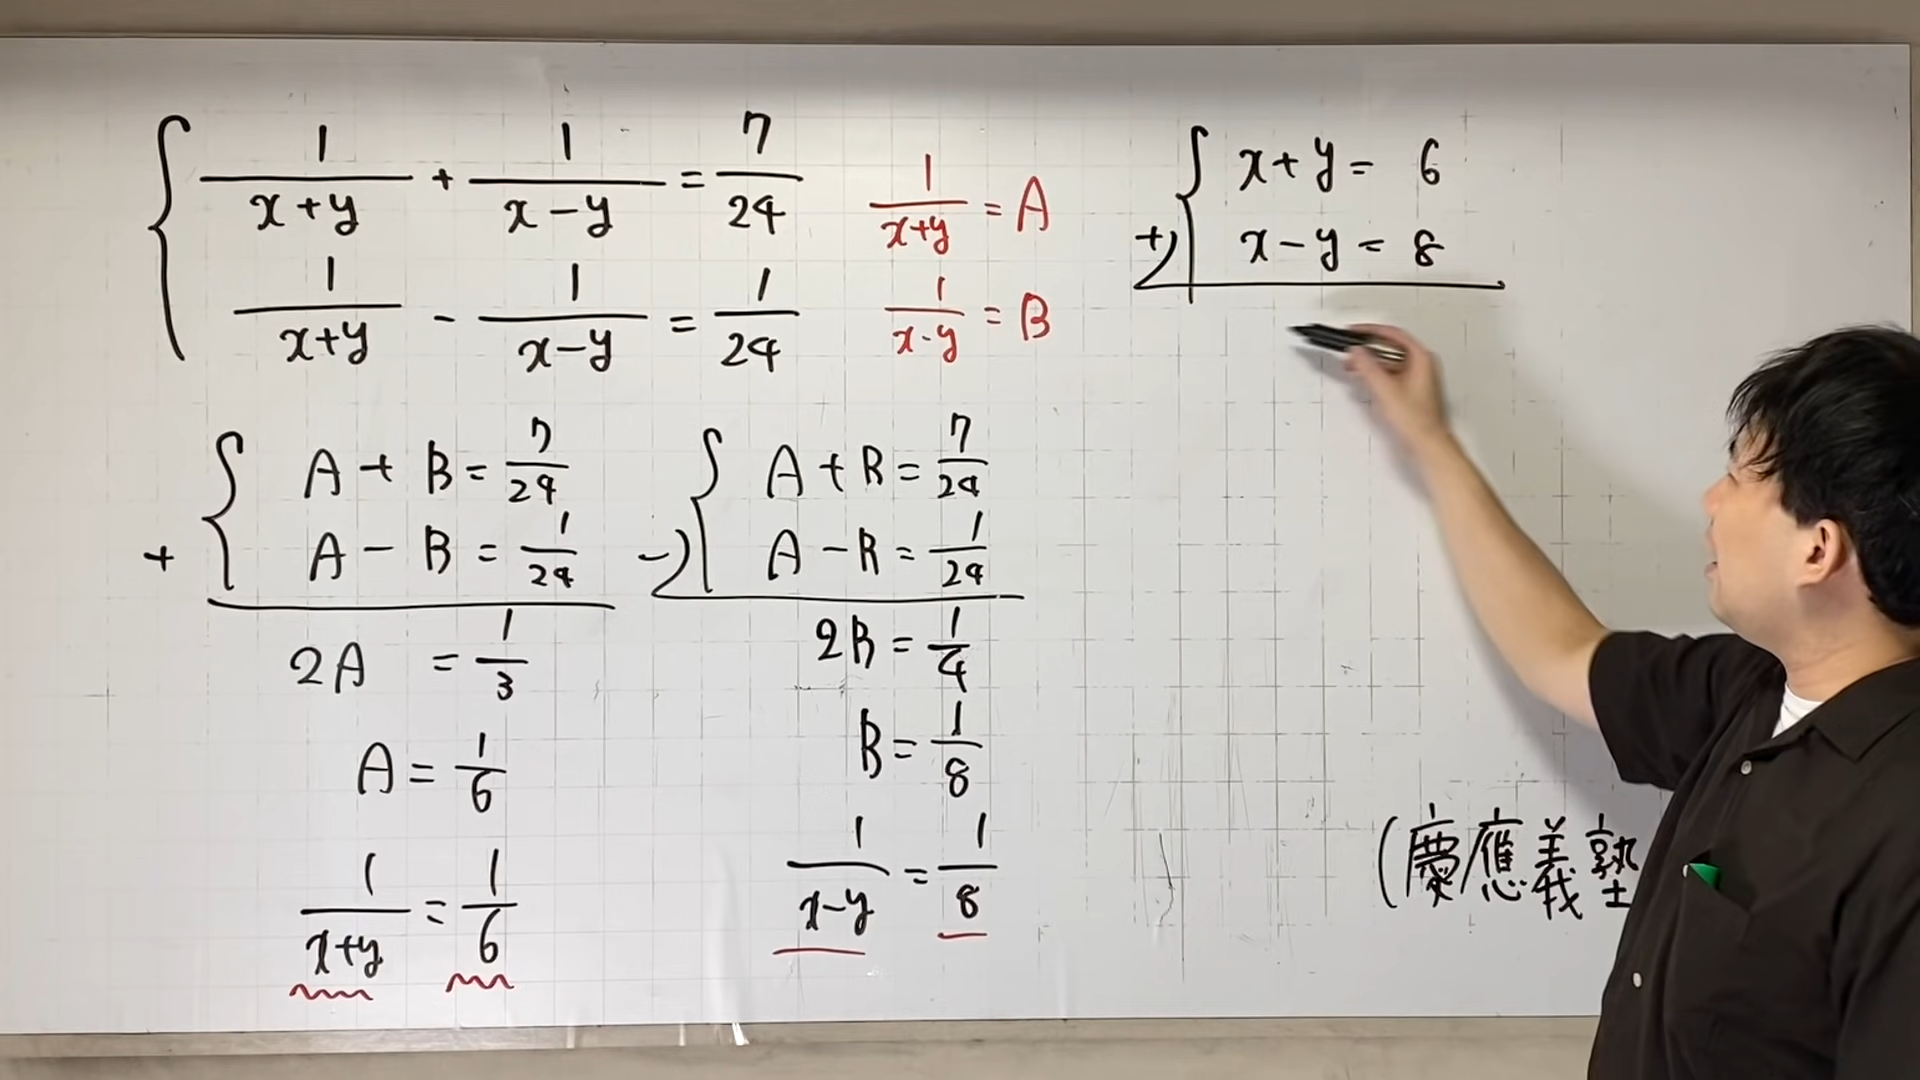 1/(x+y) + 1/(x-y) = 7/24
1/(x+y) - 1/(x-y) = 1/24
1/(x+y) = A
1/(x-y) = B
A + B = 7/24
+ A - B = 1/24
2A = 1/3
A = 1/6
1/(x+y) = 1/6
A + B = 7/24
-) A - B = 1/24
2B = 1/4
B = 1/8
1/(x-y) = 1/8
x + y = 6
+) x - y = 8
(慶應義塾